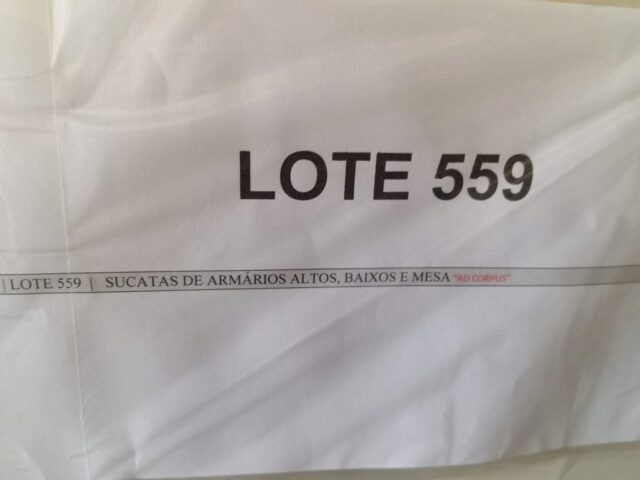 LOTE 559
| LOTE 559 | SUCATAS DE ARMÁRIOS ALTOS, BAIXOS E MESA "AD CORPUS"